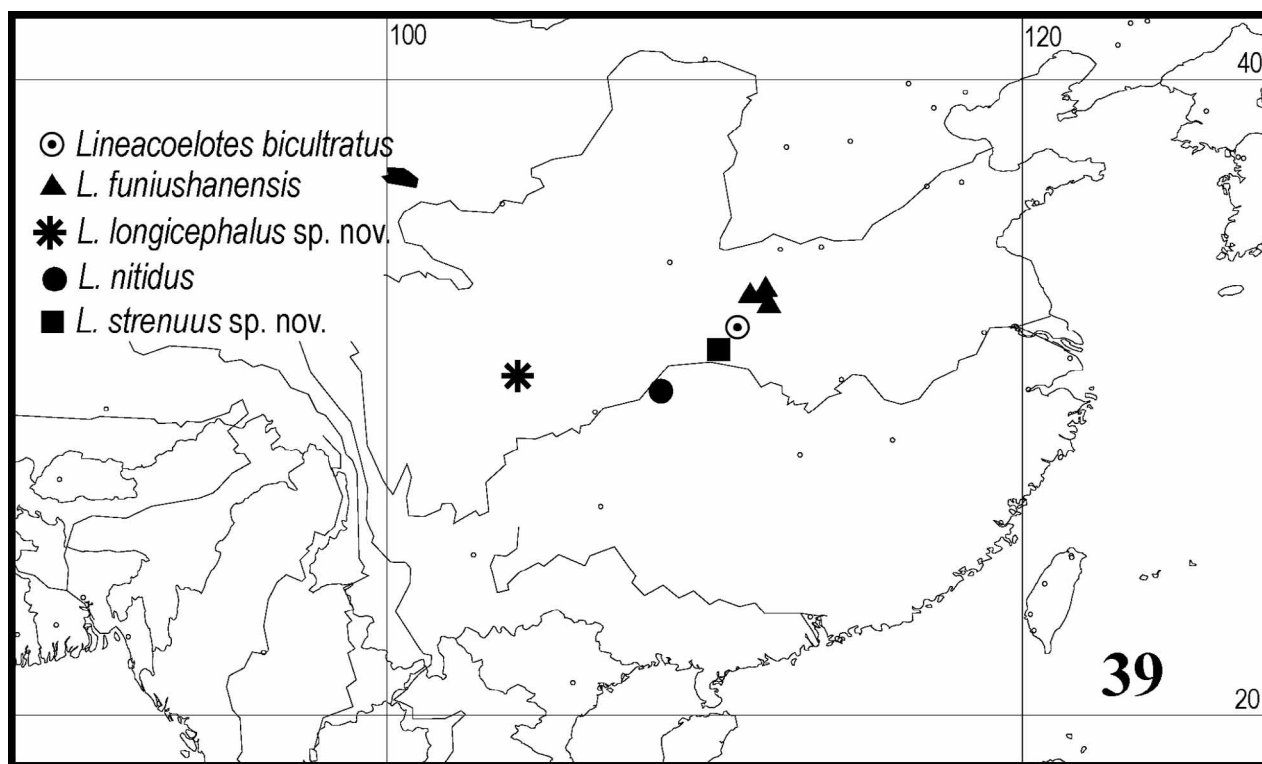 100
120
40
Lineacoelotes bicultratus
L. funiushanensis
L. longicephalus sp. nov.
L. nitidus
L. strenuus sp. nov.
39
20